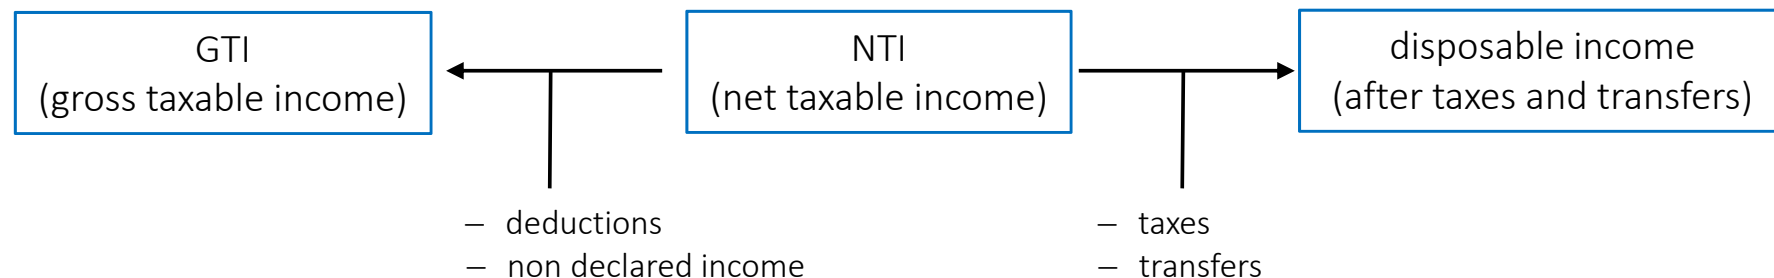 GTI
(gross taxable income)
NTI
(net taxable income)
disposable income
(after taxes and transfers)
– deductions
– non declared income
– taxes
– transfers